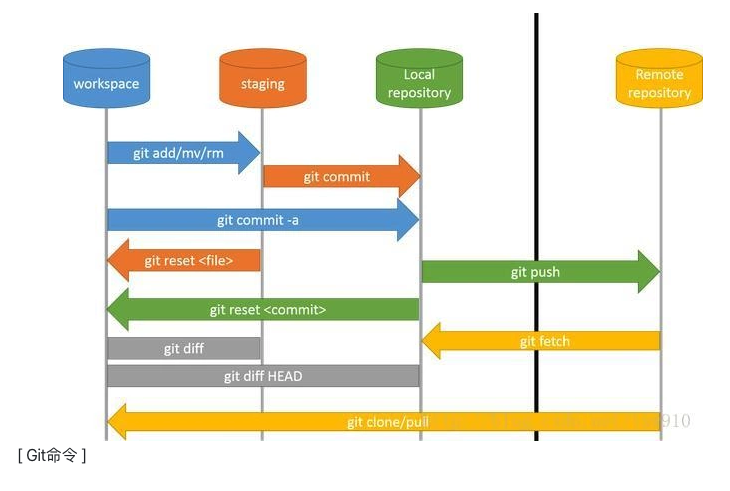 workspace
staging
Local
repository
Remote
repository
git add/mv/rm
git commit
git commit -a
git reset <file>
git push
git reset <commit>
git fetch
git diff
git diff HEAD
git clone/pull
910
[ Git命令 ]